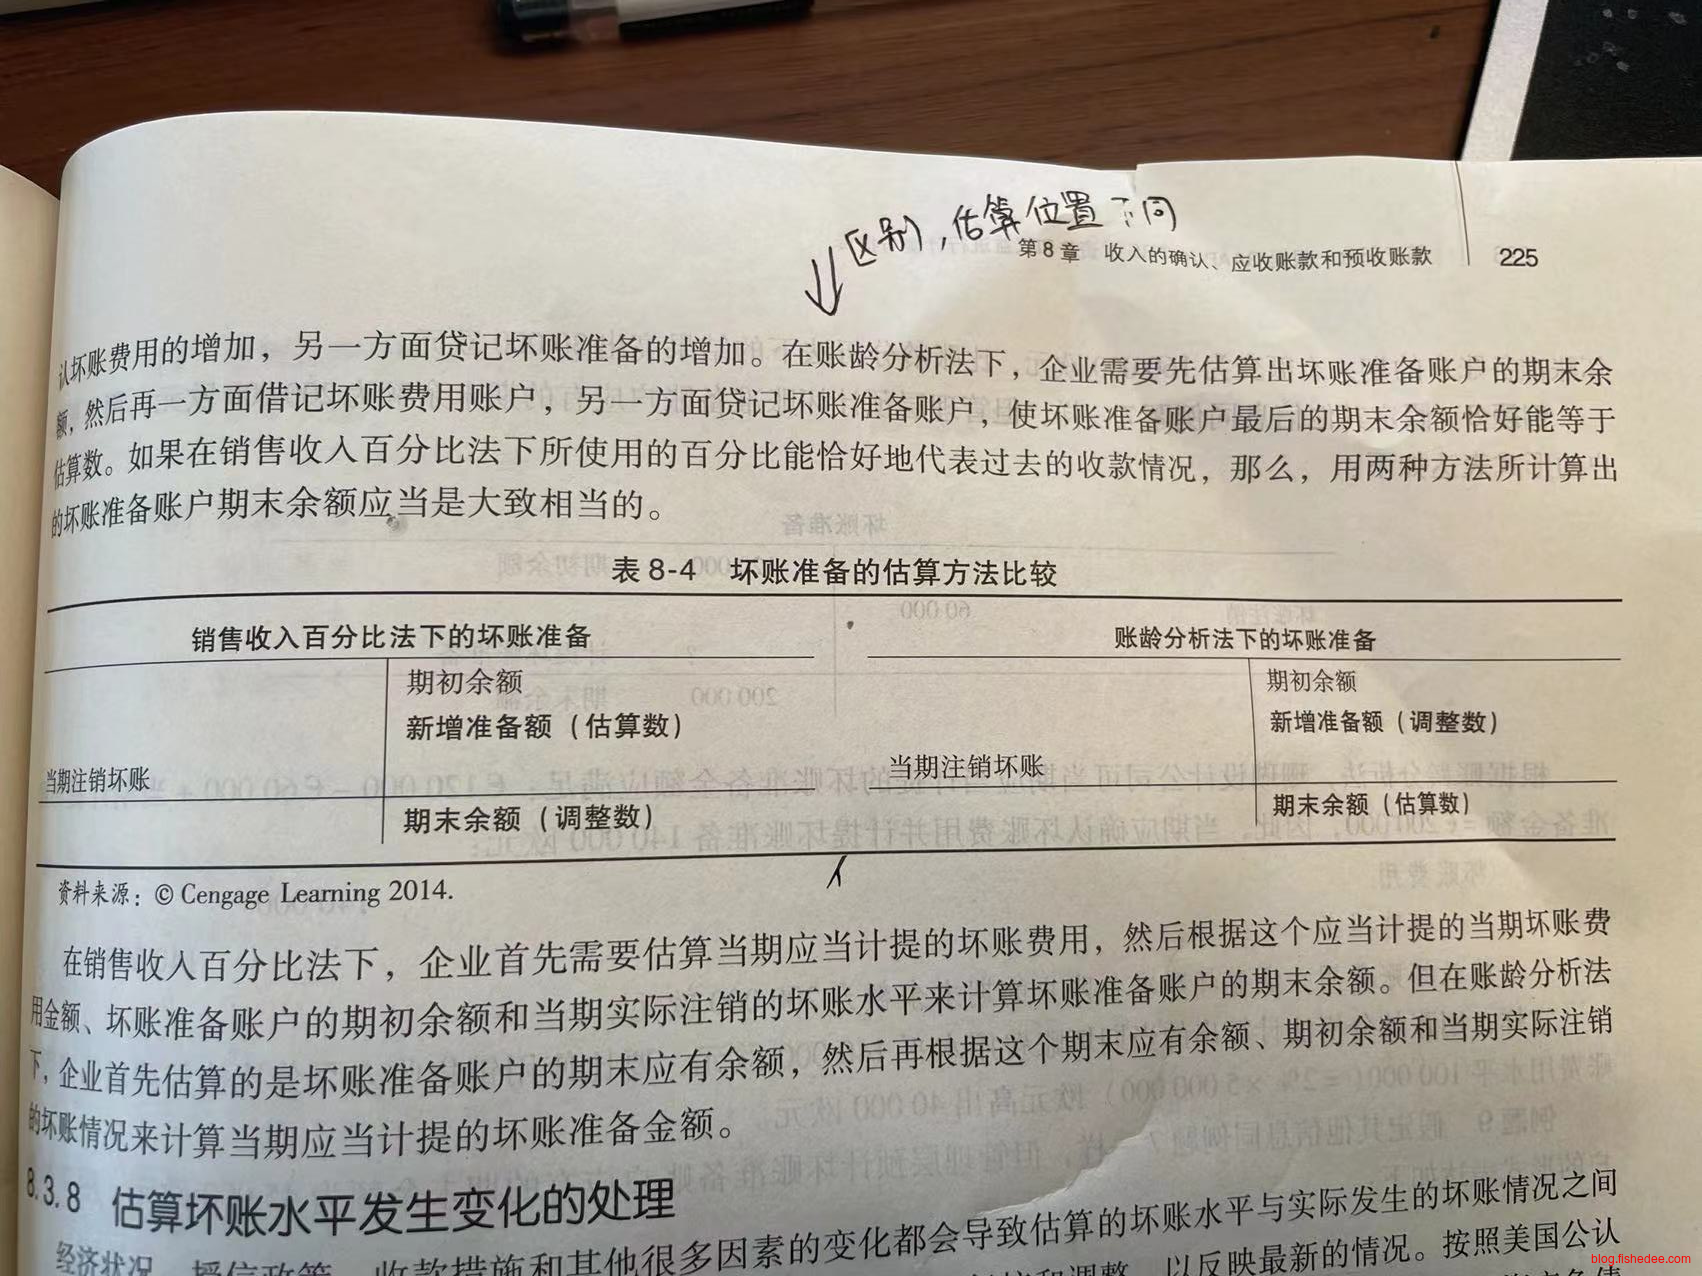 区别，估算位置不同
第8章 收入的确认、应收账款和预收账款 225
认坏账费用的增加，另一方面贷记坏账准备的增加。在账龄分析法下，企业需要先估算出坏账准备账户的期末余
额，然后再一方面借记坏账费用账户，另一方面贷记坏账准备账户，使坏账准备账户最后的期末余额恰好能等于
估算数。如果在销售收入百分比法下所使用的百分比能恰好地代表过去的收款情况，那么，用两种方法所计算出
的坏账准备账户期末余额应当是大致相当的。
表8-4 坏账准备的估算方法比较
销售收入百分比法下的坏账准备 账龄分析法下的坏账准备
期初余额 期初余额
新增准备额（估算数） 新增准备额（调整数）
当期注销坏账 当期注销坏账
期末余额（调整数） 期末余额（估算数）
资料来源：© Cengage Learning 2014.
在销售收入百分比法下，企业首先需要估算当期应当计提的坏账费用，然后根据这个应当计提的当期坏账费
用金额、坏账准备账户的期初余额和当期实际注销的坏账水平来计算坏账准备账户的期末余额。但在账龄分析法
下，企业首先估算的是坏账准备账户的期末应有余额，然后再根据这个期末应有余额、期初余额和当期实际注销
的坏账情况来计算当期应当计提的坏账准备金额。
8.3.8 估算坏账水平发生变化的处理
经济状况、授信政策、收款措施和其他很多因素的变化都会导致估算的坏账水平与实际发生的坏账情况之间
和调整，以反映最新的情况。按照美国公认
blog.fishedee.com